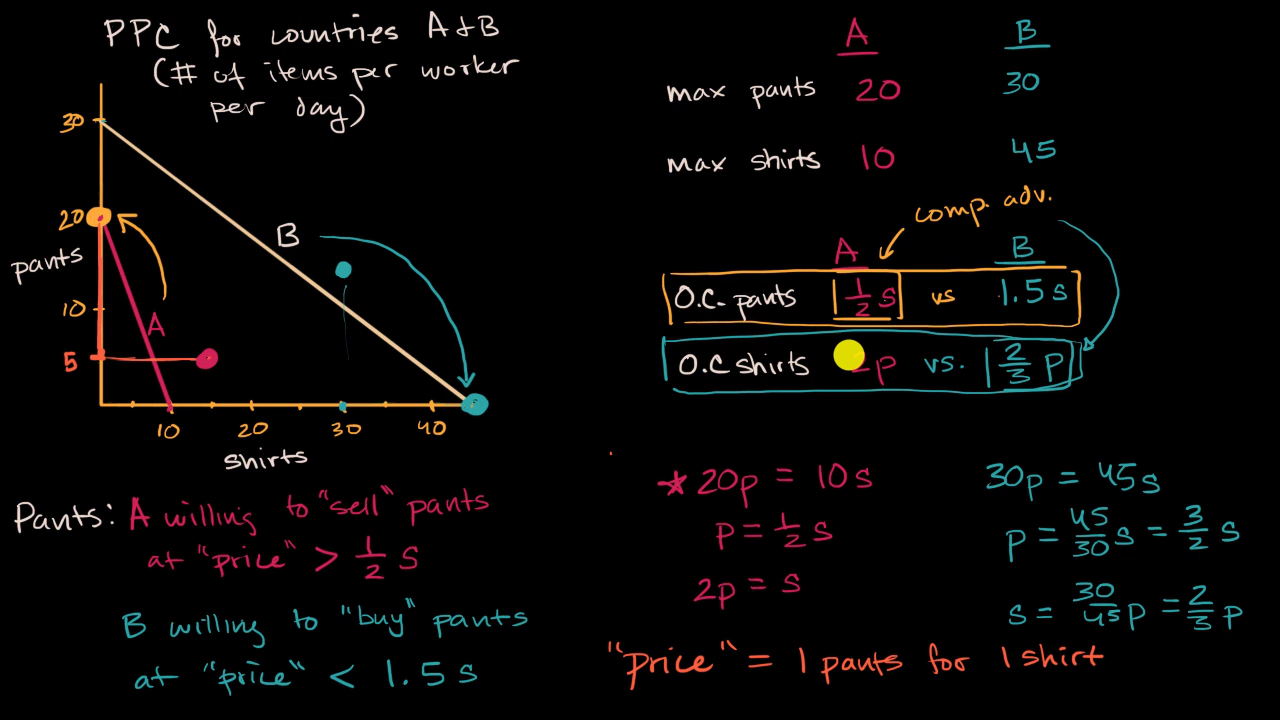 PPC for countries A+B
(# of items per worker
per day)
30
20
pants
10
5
B
A
10 20 30 40
shirts
A B
max pants 20 30
max shirts 10 45
comp. adv.
A B
O.C. pants 1/2 s vs 1.5 s
O.C shirts p vs. 2/3 p
* 20p = 10s
p = 1/2 s
2p = s
30p = 45s
p = 45/30 s = 3/2 s
s = 30/45 p = 2/3 p
Pants: A willing to "sell" pants
at "price" > 1/2 s
B willing to "buy" pants
at "price" < 1.5 s
"price" = 1 pants for 1 shirt